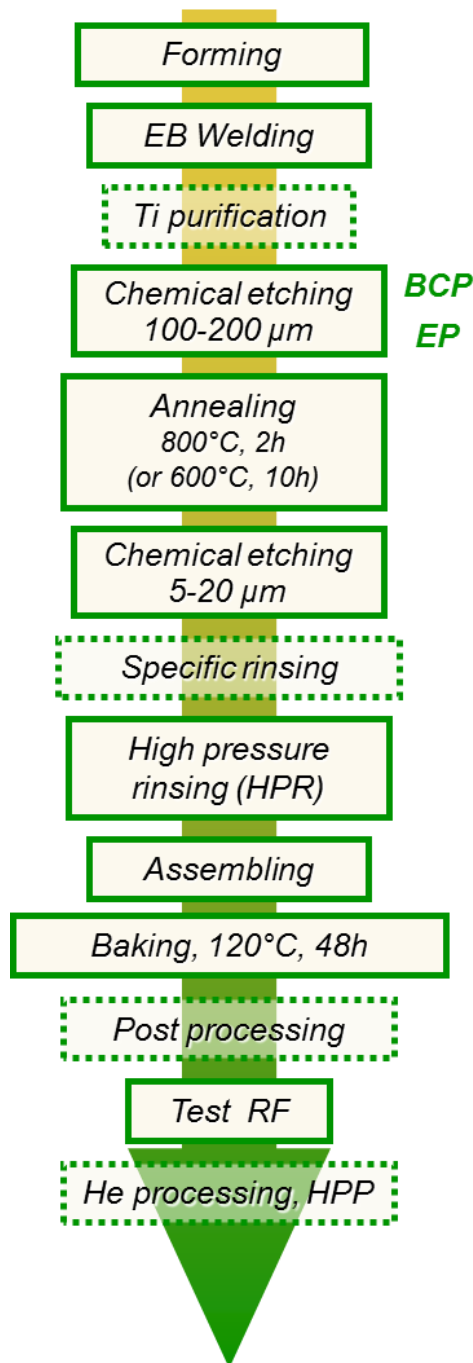 Forming
EB Welding
Ti purification
Chemical etching
100-200 µm
BCP
EP
Annealing
800°C, 2h
(or 600°C, 10h)
Chemical etching
5-20 µm
Specific rinsing
High pressure
rinsing (HPR)
Assembling
Baking, 120°C, 48h
Post processing
Test RF
He processing, HPP